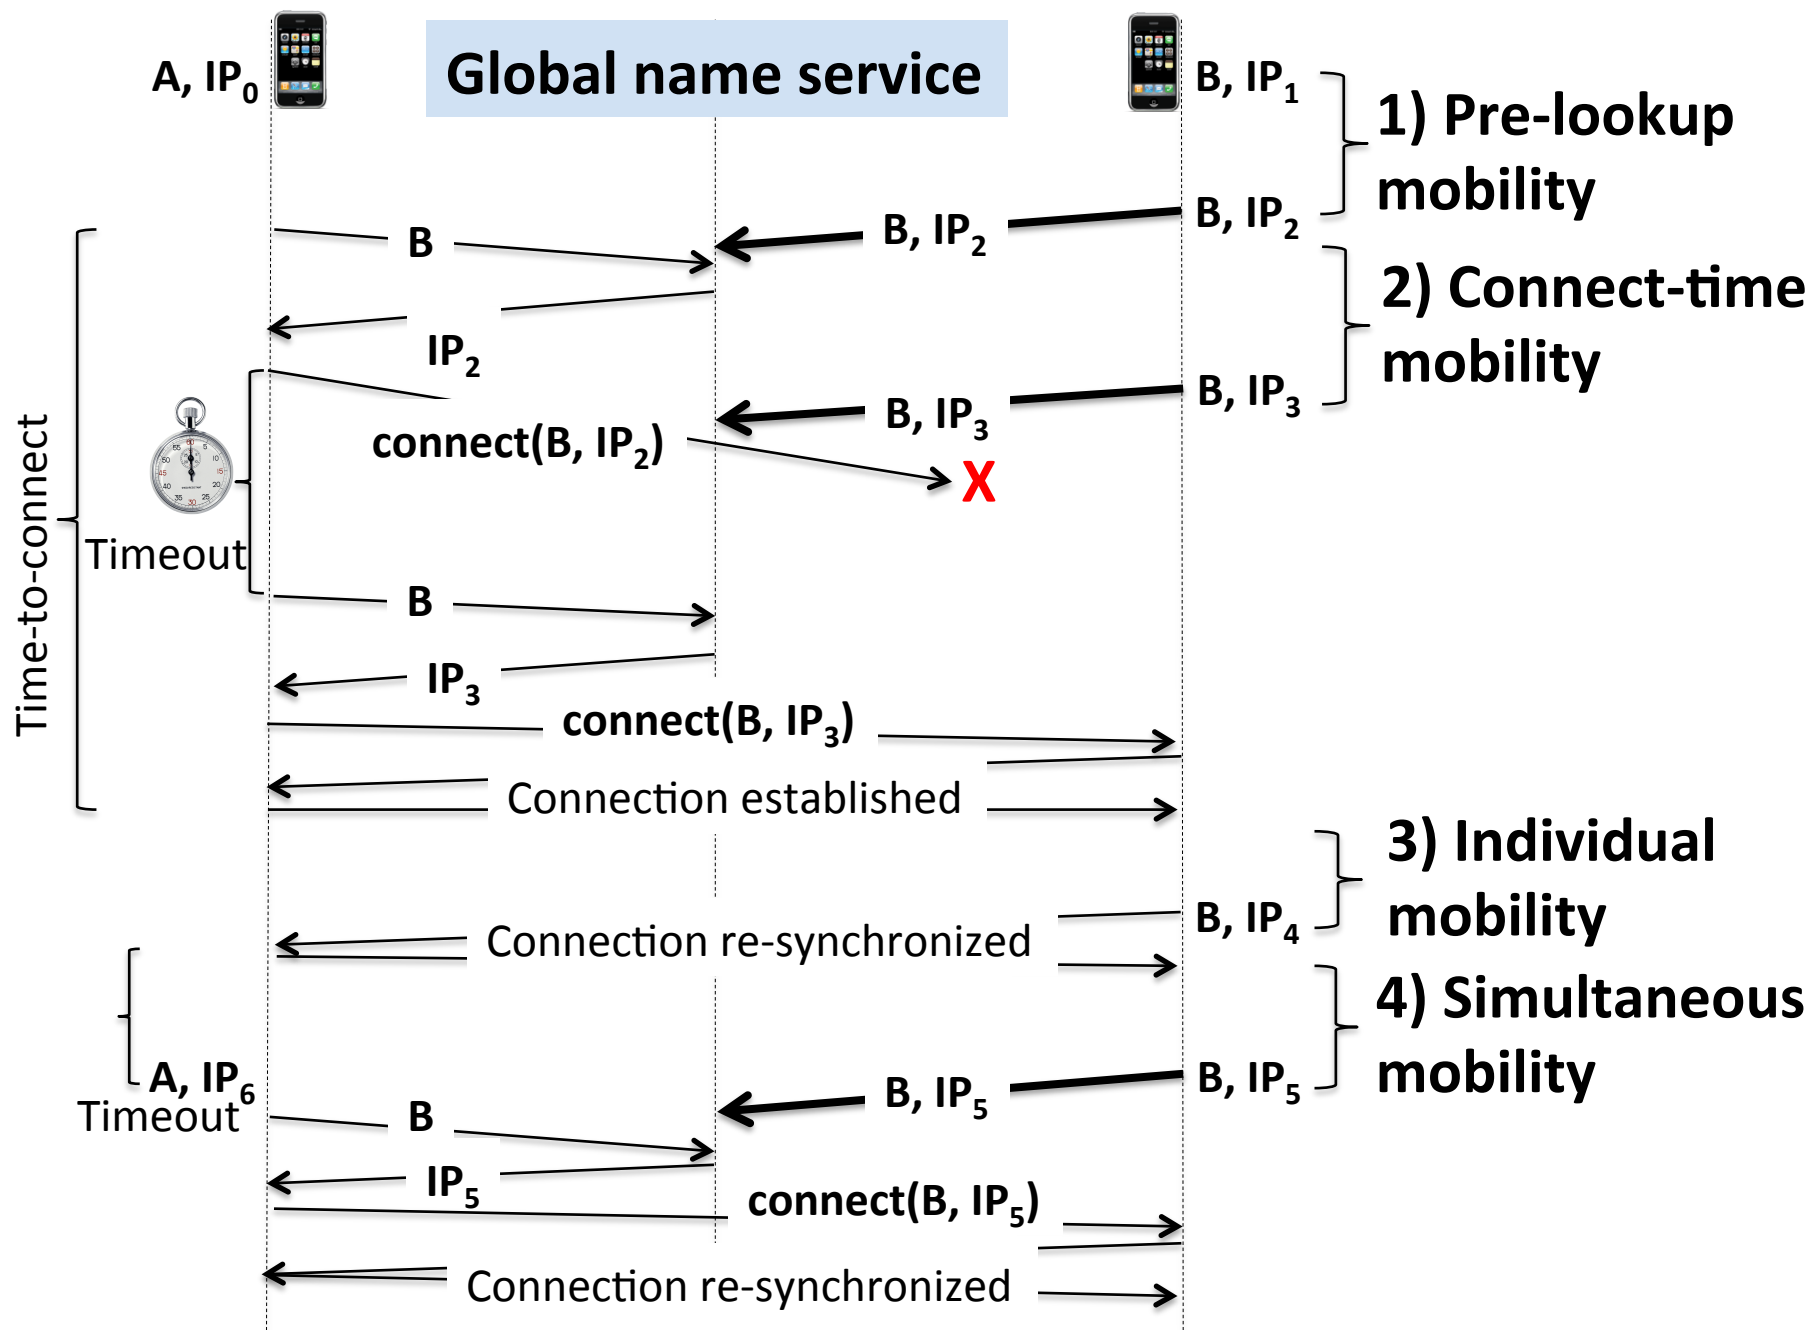 A, IP0
Global name service
B, IP1
1) Pre-lookup
mobility
B, IP2
B, IP2
B
2) Connect-time
mobility
IP2
B, IP3
B, IP3
connect(B, IP2)
X
Time-to-connect
Timeout
B
IP3
connect(B, IP3)
Connection established
3) Individual
mobility
B, IP4
Connection re-synchronized
4) Simultaneous
mobility
A, IP6
Timeout
B, IP5
B, IP5
B
IP5
connect(B, IP5)
Connection re-synchronized